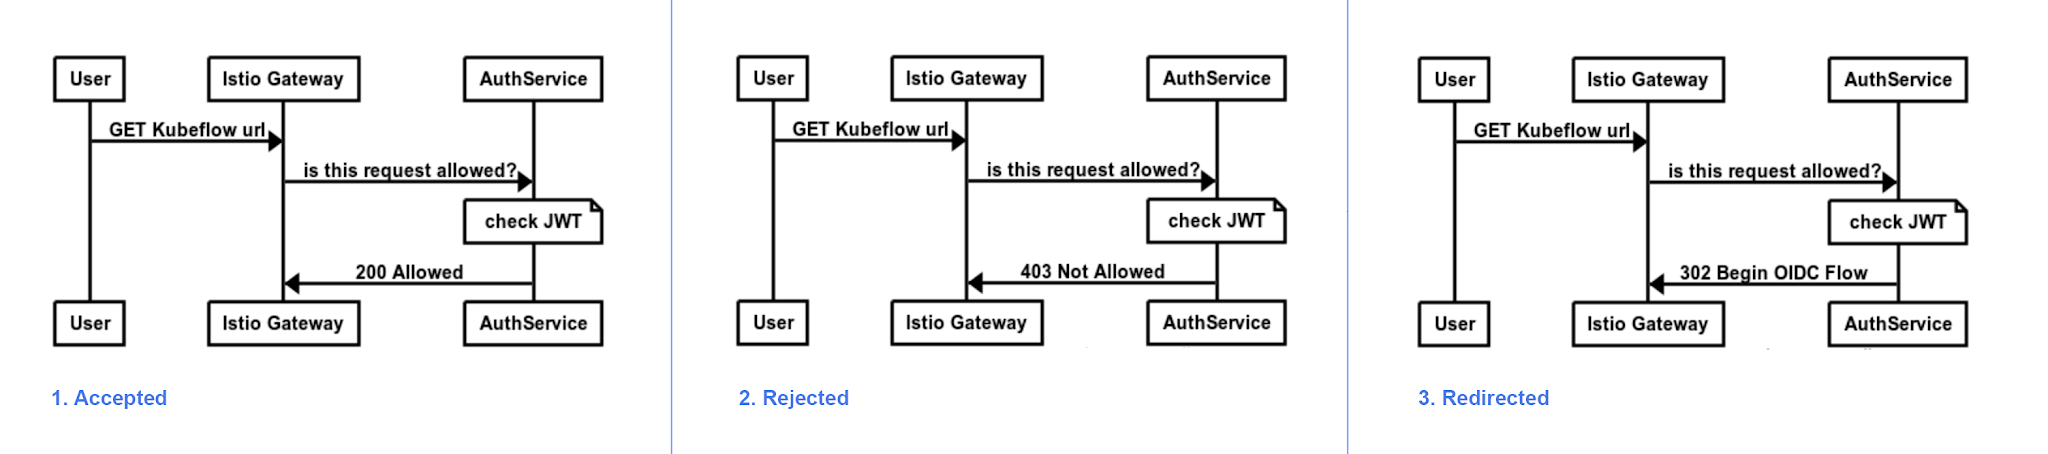 User
Istio Gateway
AuthService
GET Kubeflow url
is this request allowed?
check JWT
200 Allowed
User
Istio Gateway
AuthService
1. Accepted
User
Istio Gateway
AuthService
GET Kubeflow url
is this request allowed?
check JWT
403 Not Allowed
User
Istio Gateway
AuthService
2. Rejected
User
Istio Gateway
AuthService
GET Kubeflow url
is this request allowed?
check JWT
302 Begin OIDC Flow
User
Istio Gateway
AuthService
3. Redirected